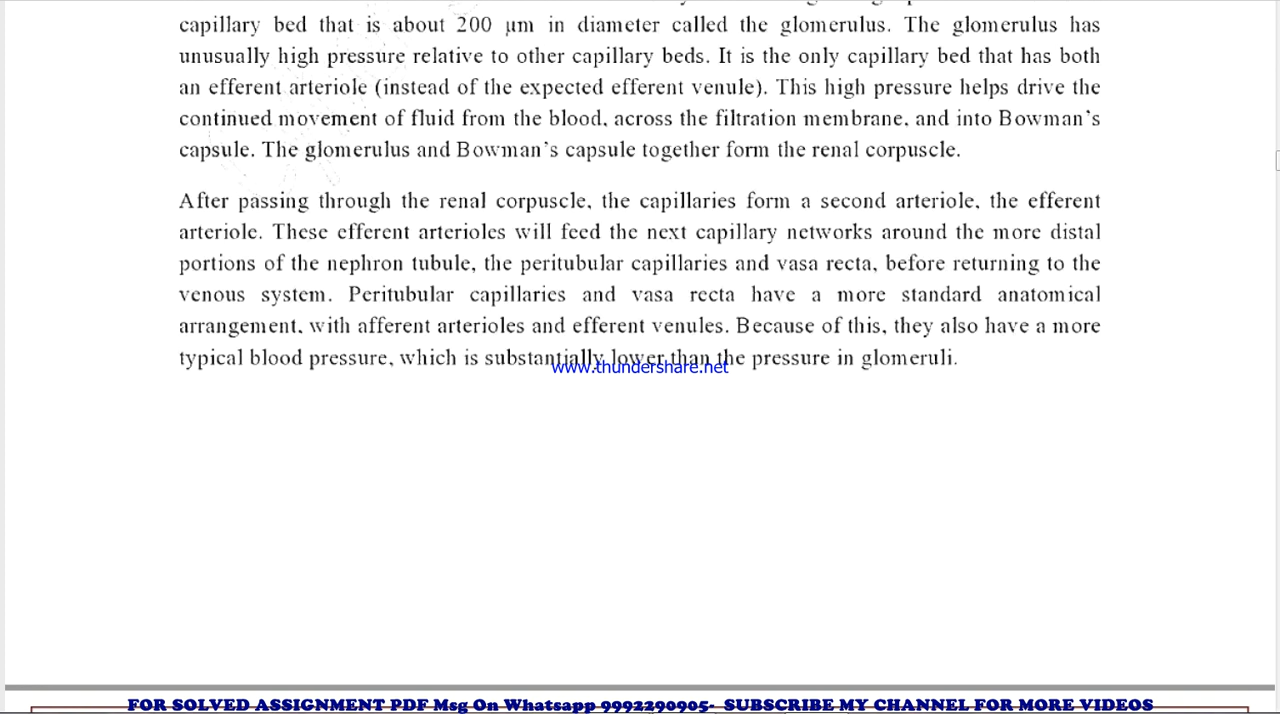 capillary bed that is about 200 µm in diameter called the glomerulus. The glomerulus has
unusually high pressure relative to other capillary beds. It is the only capillary bed that has both
an efferent arteriole (instead of the expected efferent venule). This high pressure helps drive the
continued movement of fluid from the blood, across the filtration membrane, and into Bowman's
capsule. The glomerulus and Bowman's capsule together form the renal corpuscle.
After passing through the renal corpuscle, the capillaries form a second arteriole, the efferent
arteriole. These efferent arterioles will feed the next capillary networks around the more distal
portions of the nephron tubule, the peritubular capillaries and vasa recta, before returning to the
venous system. Peritubular capillaries and vasa recta have a more standard anatomical
arrangement, with afferent arterioles and efferent venules. Because of this, they also have a more
typical blood pressure, which is substantially lower than the pressure in glomeruli.
www.thundershare.net
FOR SOLVED ASSIGNMENT PDF Msg On Whatsapp 9992290905- SUBSCRIBE MY CHANNEL FOR MORE VIDEOS